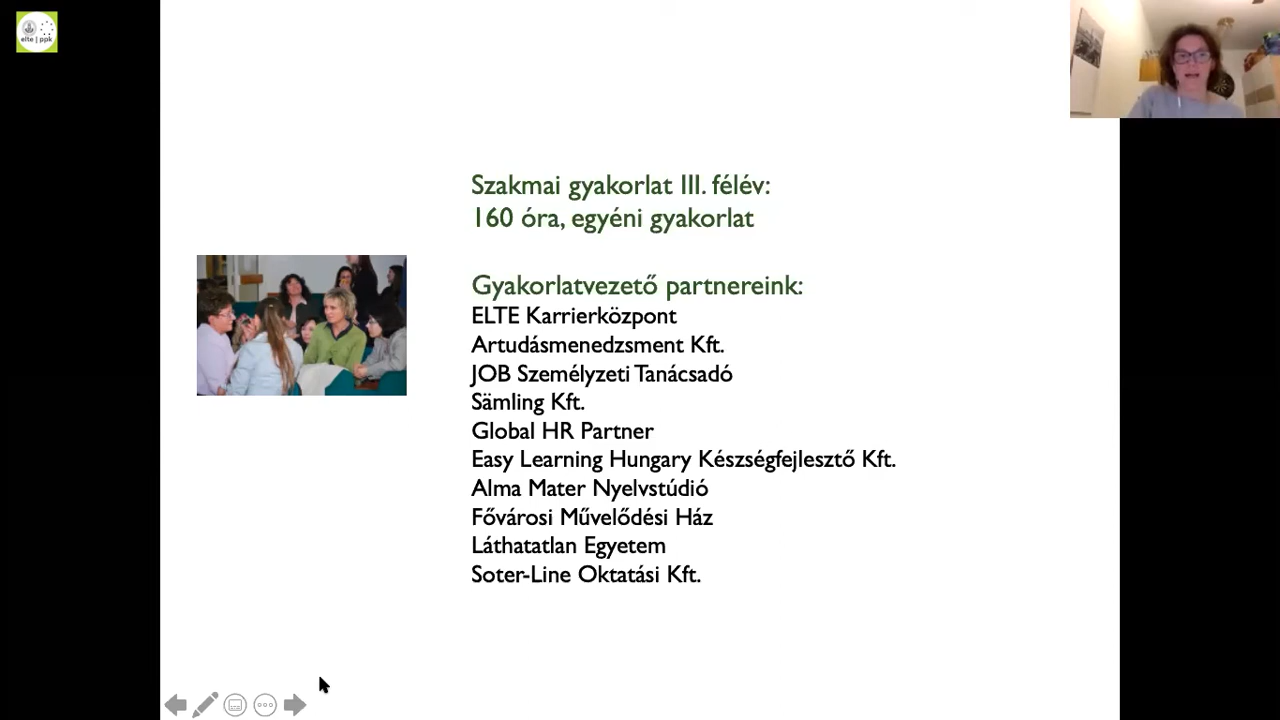 elte | ppk
Szakmai gyakorlat III. félév:
160 óra, egyéni gyakorlat
Gyakorlatvezető partnereink:
ELTE Karrierközpont
Artudásmenedzsment Kft.
JOB Személyzeti Tanácsadó
Sämling Kft.
Global HR Partner
Easy Learning Hungary Készségfejlesztő Kft.
Alma Mater Nyelvstúdió
Fővárosi Művelődési Ház
Láthatatlan Egyetem
Soter-Line Oktatási Kft.